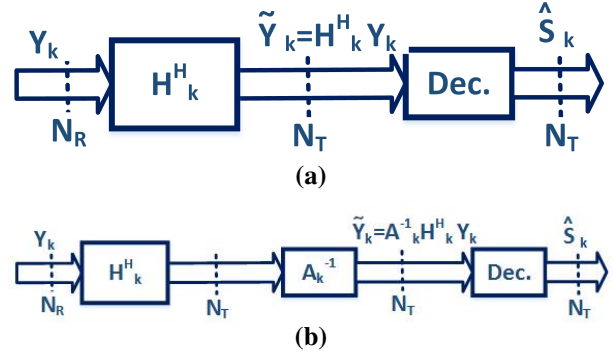 Y_k
H^H_k
Ỹ_k=H^H_k Y_k
Dec.
Ŝ_k
N_R
N_T
N_T
(a)
Y_k
H^H_k
A_k^-1
Ỹ_k=A^-1_k H^H_k Y_k
Dec.
Ŝ_k
N_R
N_T
N_T
N_T
(b)